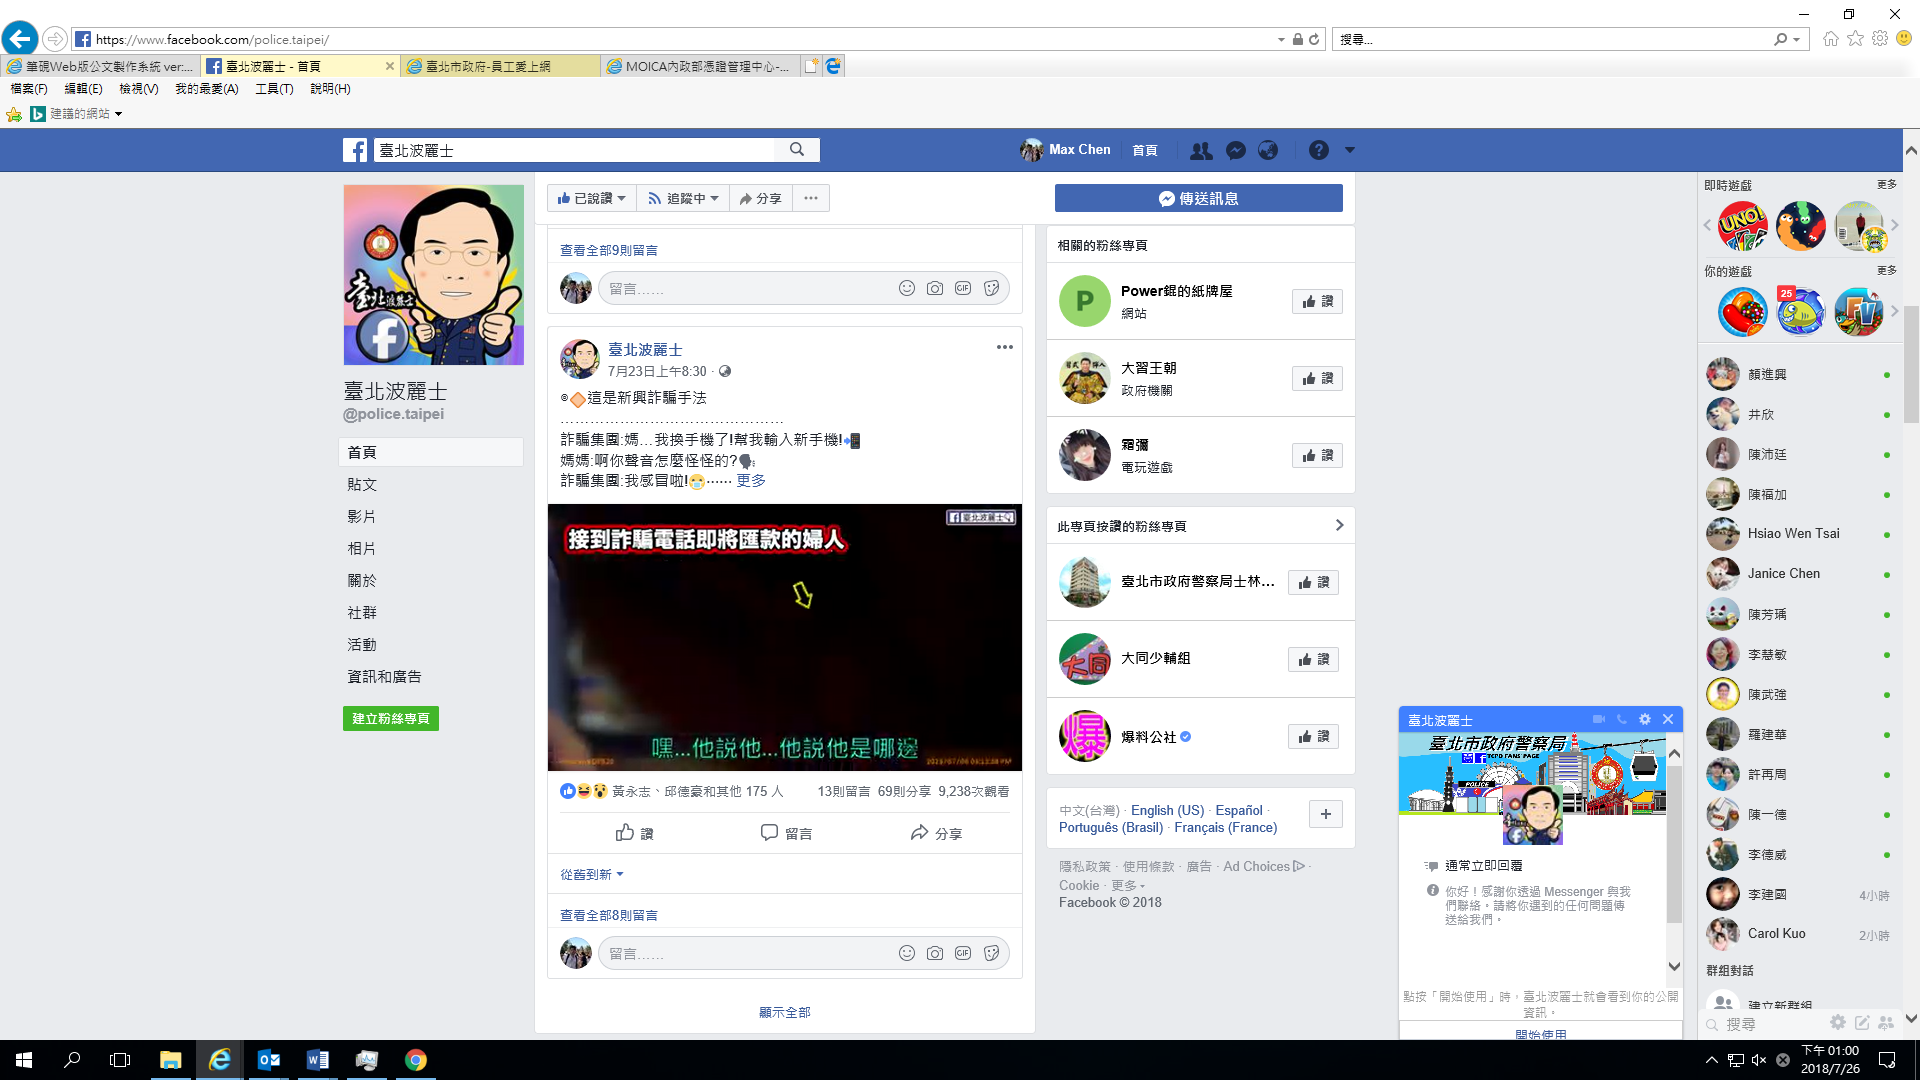 https://www.facebook.com/police.taipei/
搜尋...
筆硯Web版公文製作系統 ver:...
臺北波麗士 - 首頁
臺北市政府-員工愛上網
MOICA內政部憑證管理中心-...
檔案(F) 編輯(E) 檢視(V) 我的最愛(A) 工具(T) 說明(H)
建議的網站
臺北波麗士
Max Chen 首頁
臺北波麗士
@police.taipei
首頁
貼文
影片
相片
關於
社群
活動
資訊和廣告
建立粉絲專頁
已說讚 追蹤中 分享
傳送訊息
查看全部9則留言
留言......
臺北波麗士
7月23日上午8:30 ·
這是新興詐騙手法
詐騙集團:媽…我換手機了!幫我輸入新手機!
媽媽:啊你聲音怎麼怪怪的?
詐騙集團:我感冒啦!...... 更多
臺北波麗士
接到詐騙電話即將匯款的婦人
嘿...他說他...他說他是哪邊
黃永志、邱德豪和其他 175 人 13則留言 69則分享 9,238次觀看
讚 留言 分享
從舊到新
查看全部8則留言
留言......
顯示全部
相關的粉絲專頁
Power錕的紙牌屋
網站
讚
大習王朝
政府機關
讚
霜彌
電玩遊戲
讚
此專頁按讚的粉絲專頁
臺北市政府警察局士林...
讚
大同少輔組
讚
爆料公社
讚
中文(台灣) · English (US) · Español ·
Português (Brasil) · Français (France)
隱私政策 · 使用條款 · 廣告 · Ad Choices ·
Cookie · 更多
Facebook © 2018
即時遊戲 更多
UNO!
你的遊戲 更多
25
顏進興
井欣
陳沛廷
陳福加
Hsiao Wen Tsai
Janice Chen
陳芳瑀
李慧敏
陳武強
羅建華
許再周
陳一德
李德威
李建國 4小時
Carol Kuo 2小時
群組對話
建立新群組
搜尋
臺北波麗士
臺北市政府警察局
TCPD FANS' PAGE
通常立即回覆
你好！感謝你透過 Messenger 與我
們聯絡。請將你遇到的任何問題傳
送給我們。
點按「開始使用」時，臺北波麗士就會看到你的公開
資訊。
開始使用
下午 01:00
2018/7/26